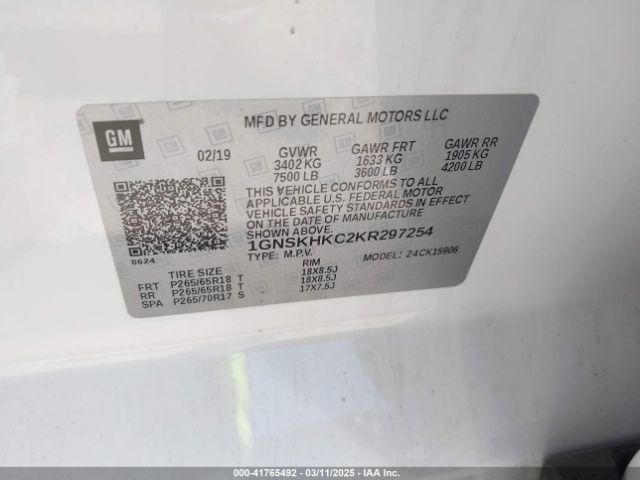 GM
MFD BY GENERAL MOTORS LLC
02/19 GVWR GAWR FRT GAWR RR
3402 KG 1633 KG 1905 KG
7500 LB 3600 LB 4200 LB
THIS VEHICLE CONFORMS TO ALL
APPLICABLE U.S. FEDERAL MOTOR
VEHICLE SAFETY STANDARDS IN EFFECT
ON THE DATE OF MANUFACTURE
SHOWN ABOVE.
1GNSKHKC2KR297254
8624
TYPE: M.P.V. MODEL: 24CK15906
TIRE SIZE RIM
FRT P265/65R18 T - 18X8.5J
RR P265/65R18 T - 18X8.5J
SPA P265/70R17 S - 17X7.5J
000-41765492 - 03/11/2025 - IAA Inc.